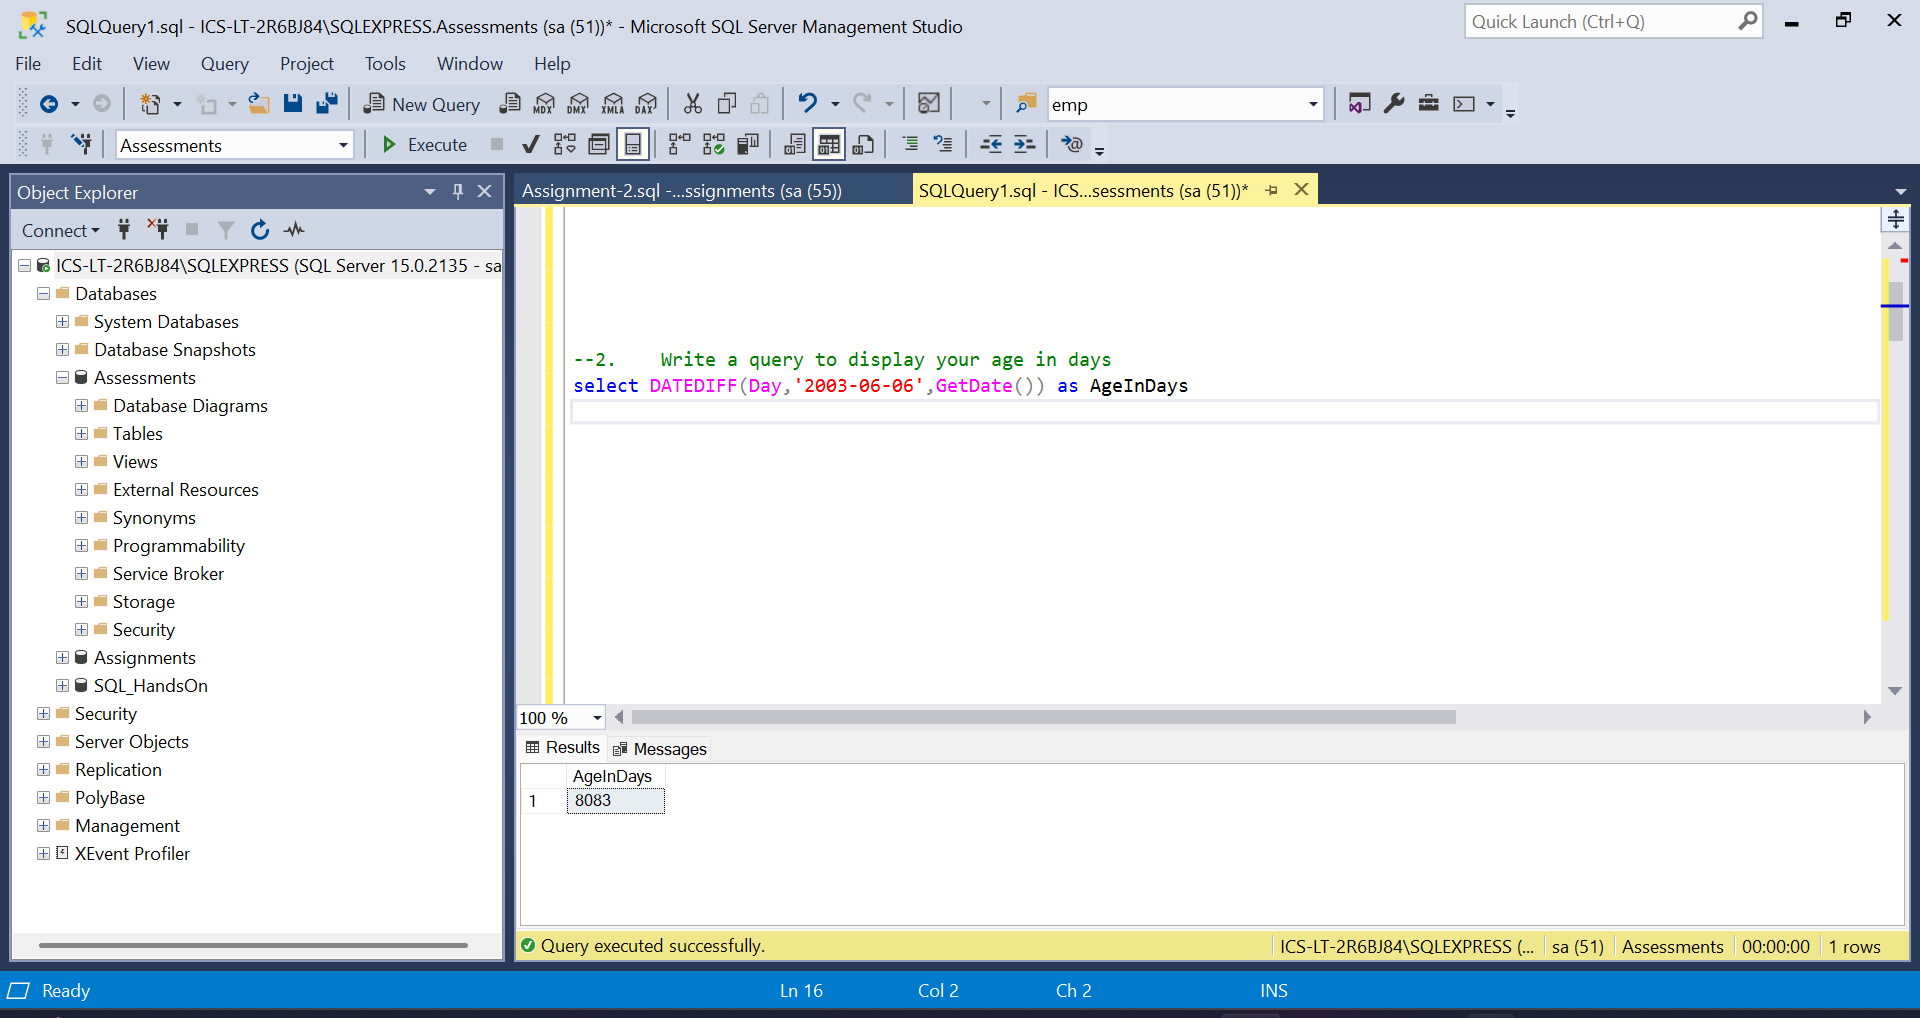 SQLQuery1.sql - ICS-LT-2R6BJ84\SQLEXPRESS.Assessments (sa (51))* - Microsoft SQL Server Management Studio
Quick Launch (Ctrl+Q)
File Edit View Query Project Tools Window Help
New Query MDX DMX XMLA DAX emp
Assessments Execute
Object Explorer
Assignment-2.sql -...ssignments (sa (55)) SQLQuery1.sql - ICS...sessments (sa (51))*
Connect
ICS-LT-2R6BJ84\SQLEXPRESS (SQL Server 15.0.2135 - sa
Databases
System Databases
Database Snapshots
Assessments
Database Diagrams
Tables
Views
External Resources
Synonyms
Programmability
Service Broker
Storage
Security
Assignments
SQL_HandsOn
Security
Server Objects
Replication
PolyBase
Management
XEvent Profiler
--2. Write a query to display your age in days
select DATEDIFF(Day,'2003-06-06',GetDate()) as AgeInDays
100 %
Results Messages
AgeInDays
1 8083
Query executed successfully.
ICS-LT-2R6BJ84\SQLEXPRESS (... sa (51) Assessments 00:00:00 1 rows
Ready Ln 16 Col 2 Ch 2 INS